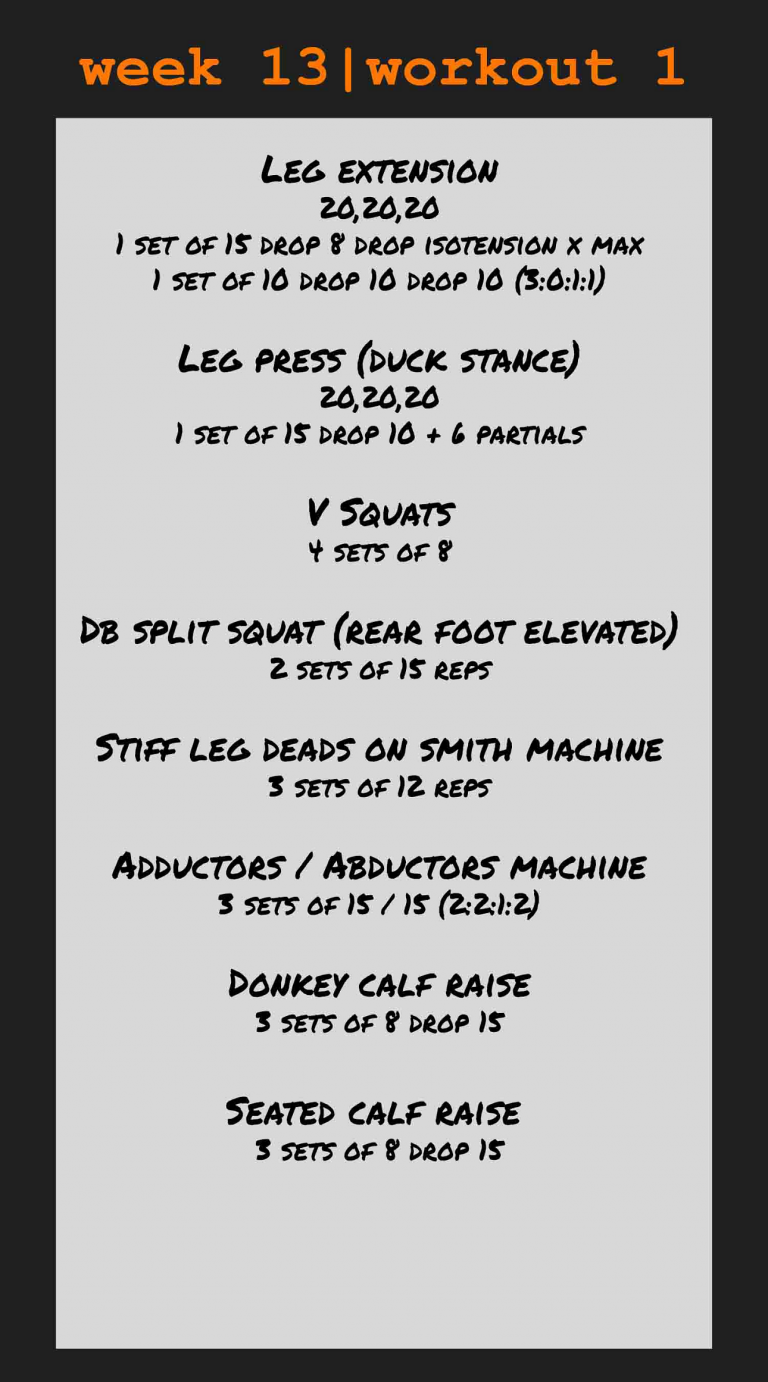 week 13|workout 1
Leg extension
20,20,20
1 set of 15 drop 8 drop isotension x max
1 set of 10 drop 10 drop 10 (3:0:1:1)
Leg press (duck stance)
20,20,20
1 set of 15 drop 10 + 6 partials
V Squats
4 sets of 8
DB split squat (rear foot elevated)
2 sets of 15 reps
Stiff leg deads on smith machine
3 sets of 12 reps
Adductors / Abductors machine
3 sets of 15 / 15 (2:2:1:2)
Donkey calf raise
3 sets of 8 drop 15
Seated calf raise
3 sets of 8 drop 15